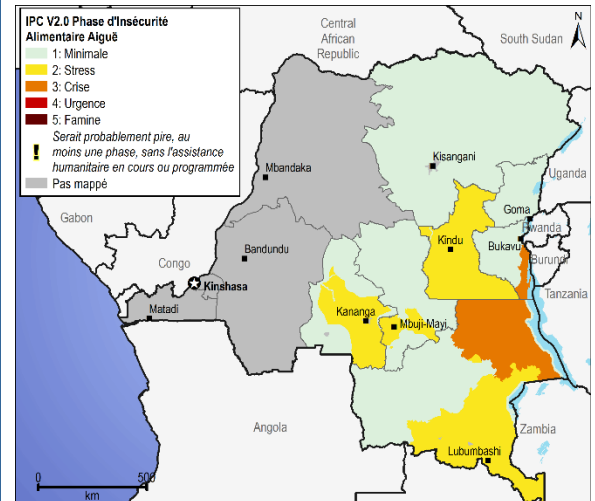 IPC V2.0 Phase d'Insécurité
Alimentaire Aiguë
1: Minimale
2: Stress
3: Crise
4: Urgence
5: Famine
! Serait probablement pire, au
moins une phase, sans l'assistance
humanitaire en cours ou programmée
Pas mappé
Central
African
Republic
South Sudan
N
Kisangani
Mbandaka
Uganda
Gabon
Goma
Rwanda
Congo
Bandundu
Kindu
Bukavu
Burundi
Kinshasa
Tanzania
Matadi
Kananga
Mbuji-Mayi
Angola
Zambia
Lubumbashi
0 500
km